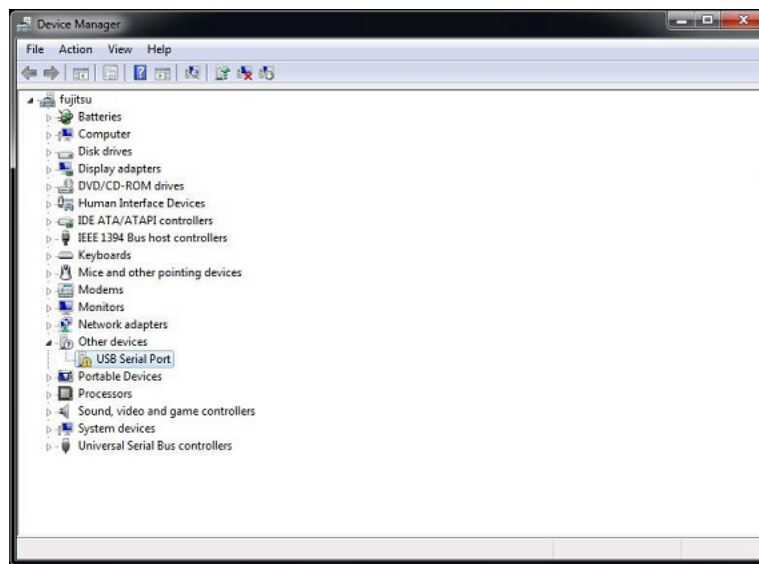 Device Manager
File Action View Help
fujitsu
Batteries
Computer
Disk drives
Display adapters
DVD/CD-ROM drives
Human Interface Devices
IDE ATA/ATAPI controllers
IEEE 1394 Bus host controllers
Keyboards
Mice and other pointing devices
Modems
Monitors
Network adapters
Other devices
USB Serial Port
Portable Devices
Processors
Sound, video and game controllers
System devices
Universal Serial Bus controllers